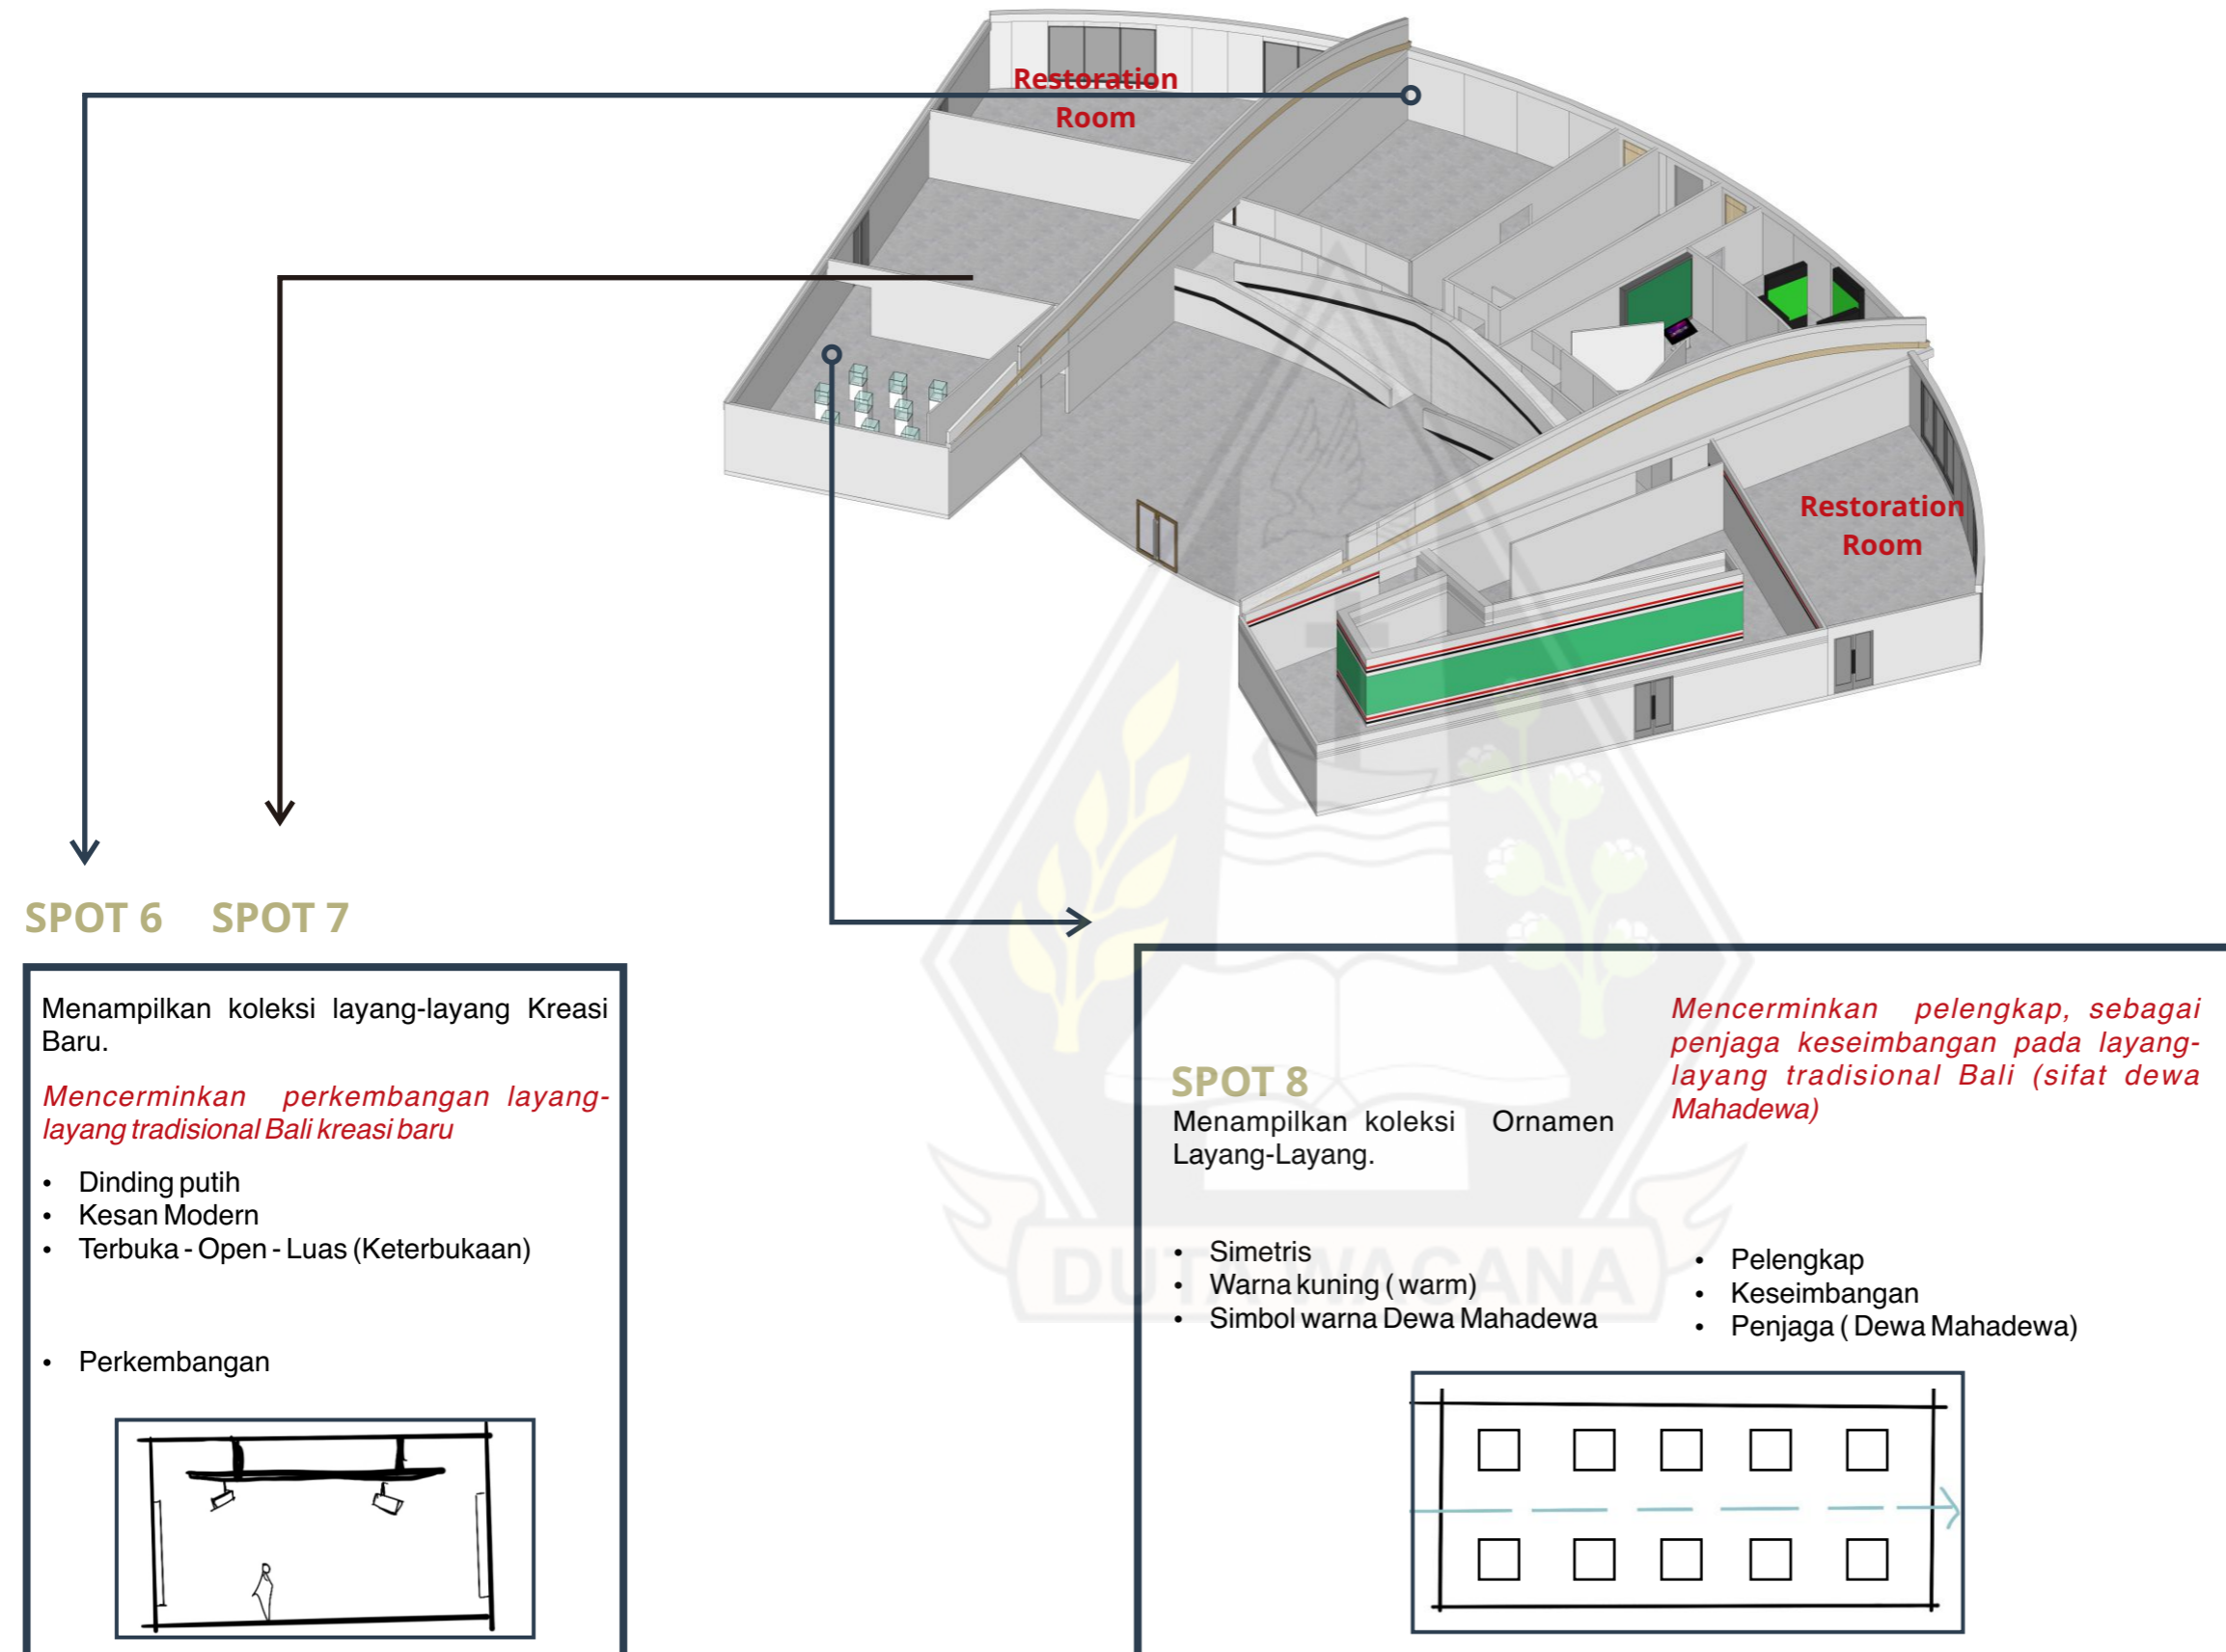 Restoration
Room
Restoration
Room
SPOT 6 SPOT 7
Menampilkan koleksi layang-layang Kreasi
Baru.
Mencerminkan perkembangan layang-
layang tradisional Bali kreasi baru
• Dinding putih
• Kesan Modern
• Terbuka - Open - Luas (Keterbukaan)
• Perkembangan
SPOT 8
Menampilkan koleksi Ornamen
Layang-Layang.
• Simetris
• Warna kuning ( warm)
• Simbol warna Dewa Mahadewa
Mencerminkan pelengkap, sebagai
penjaga keseimbangan pada layang-
layang tradisional Bali (sifat dewa
Mahadewa)
• Pelengkap
• Keseimbangan
• Penjaga ( Dewa Mahadewa)
DUTA WACANA